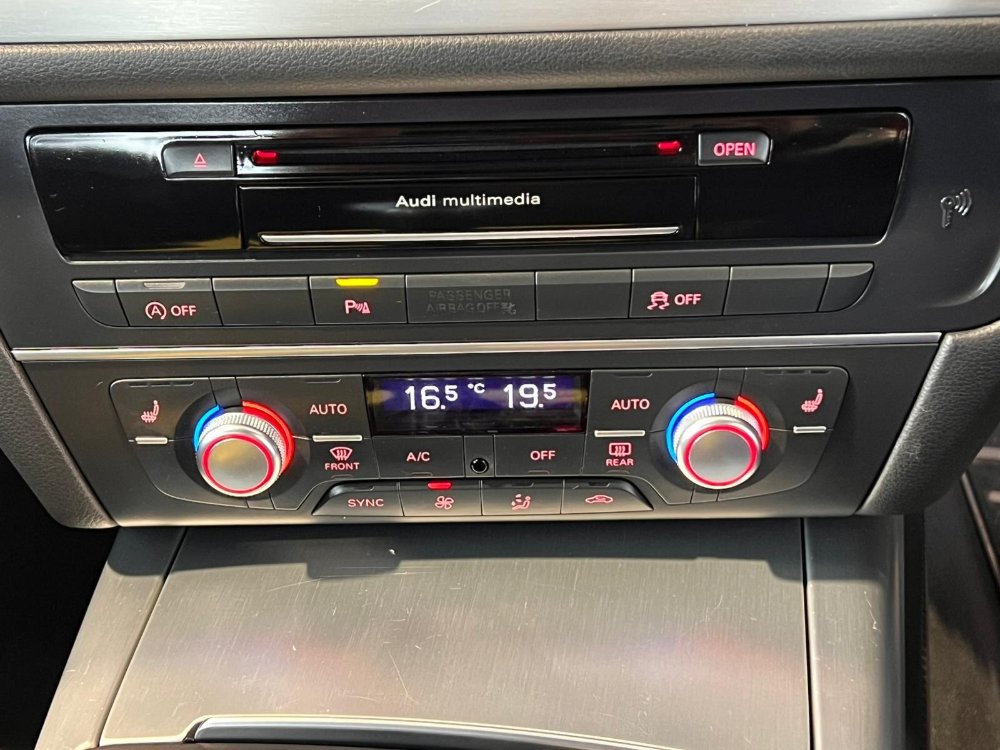 OPEN
Audi multimedia
A OFF
P
PASSENGER
AIRBAG OFF
OFF
AUTO
16.5 °C 19.5
AUTO
FRONT
A/C
OFF
REAR
SYNC